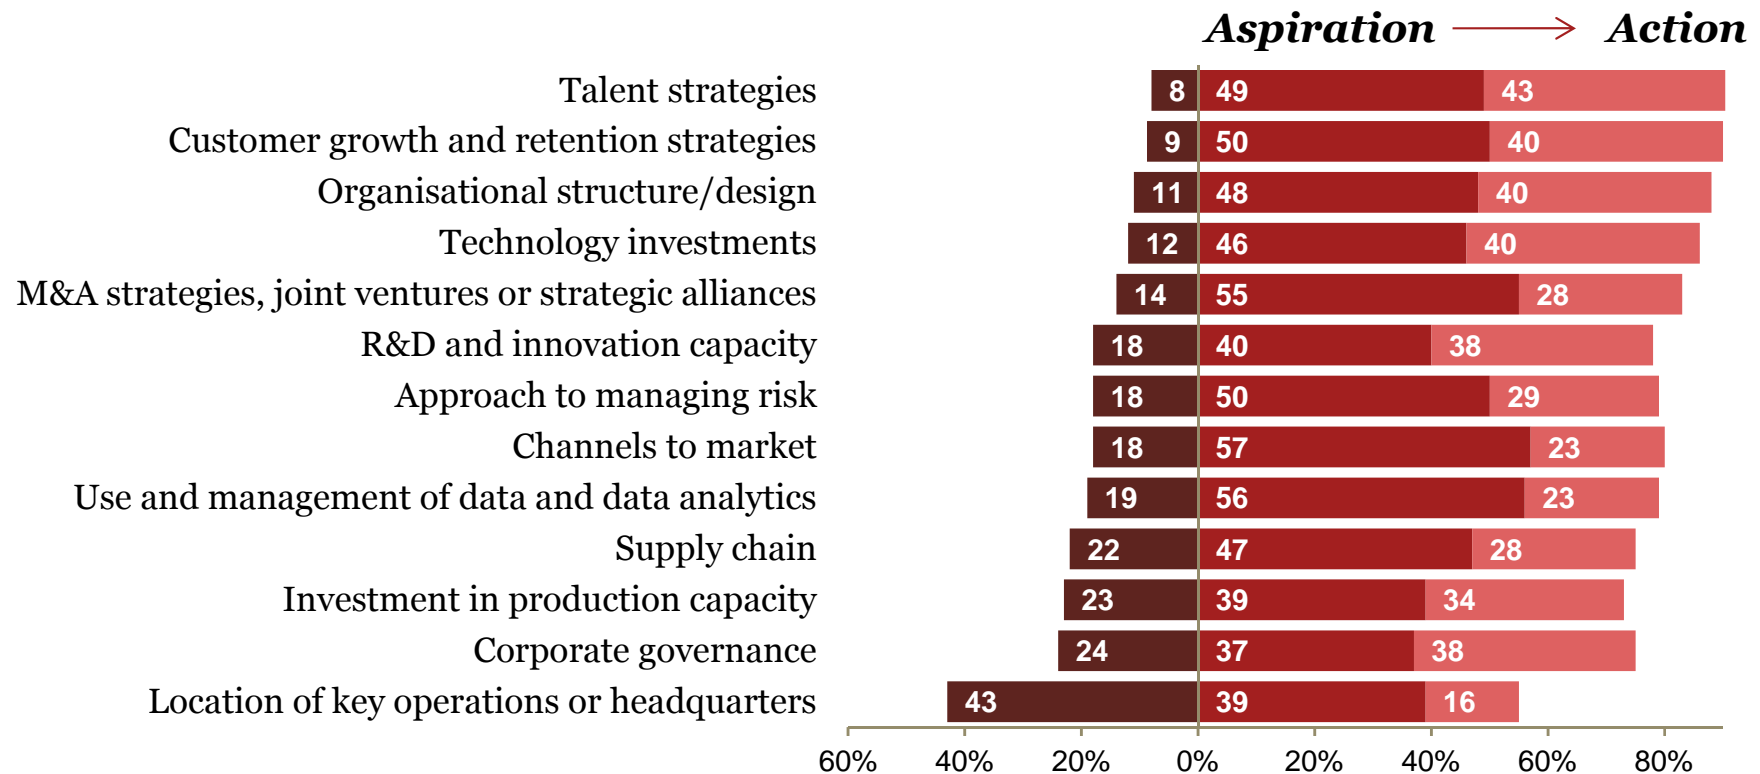 Aspiration Action
Talent strategies 8 49 43
Customer growth and retention strategies 9 50 40
Organisational structure/design 11 48 40
Technology investments 12 46 40
M&A strategies, joint ventures or strategic alliances 14 55 28
R&D and innovation capacity 18 40 38
Approach to managing risk 18 50 29
Channels to market 18 57 23
Use and management of data and data analytics 19 56 23
Supply chain 22 47 28
Investment in production capacity 23 39 34
Corporate governance 24 37 38
Location of key operations or headquarters 43 39 16
60% 40% 20% 0% 20% 40% 60% 80%